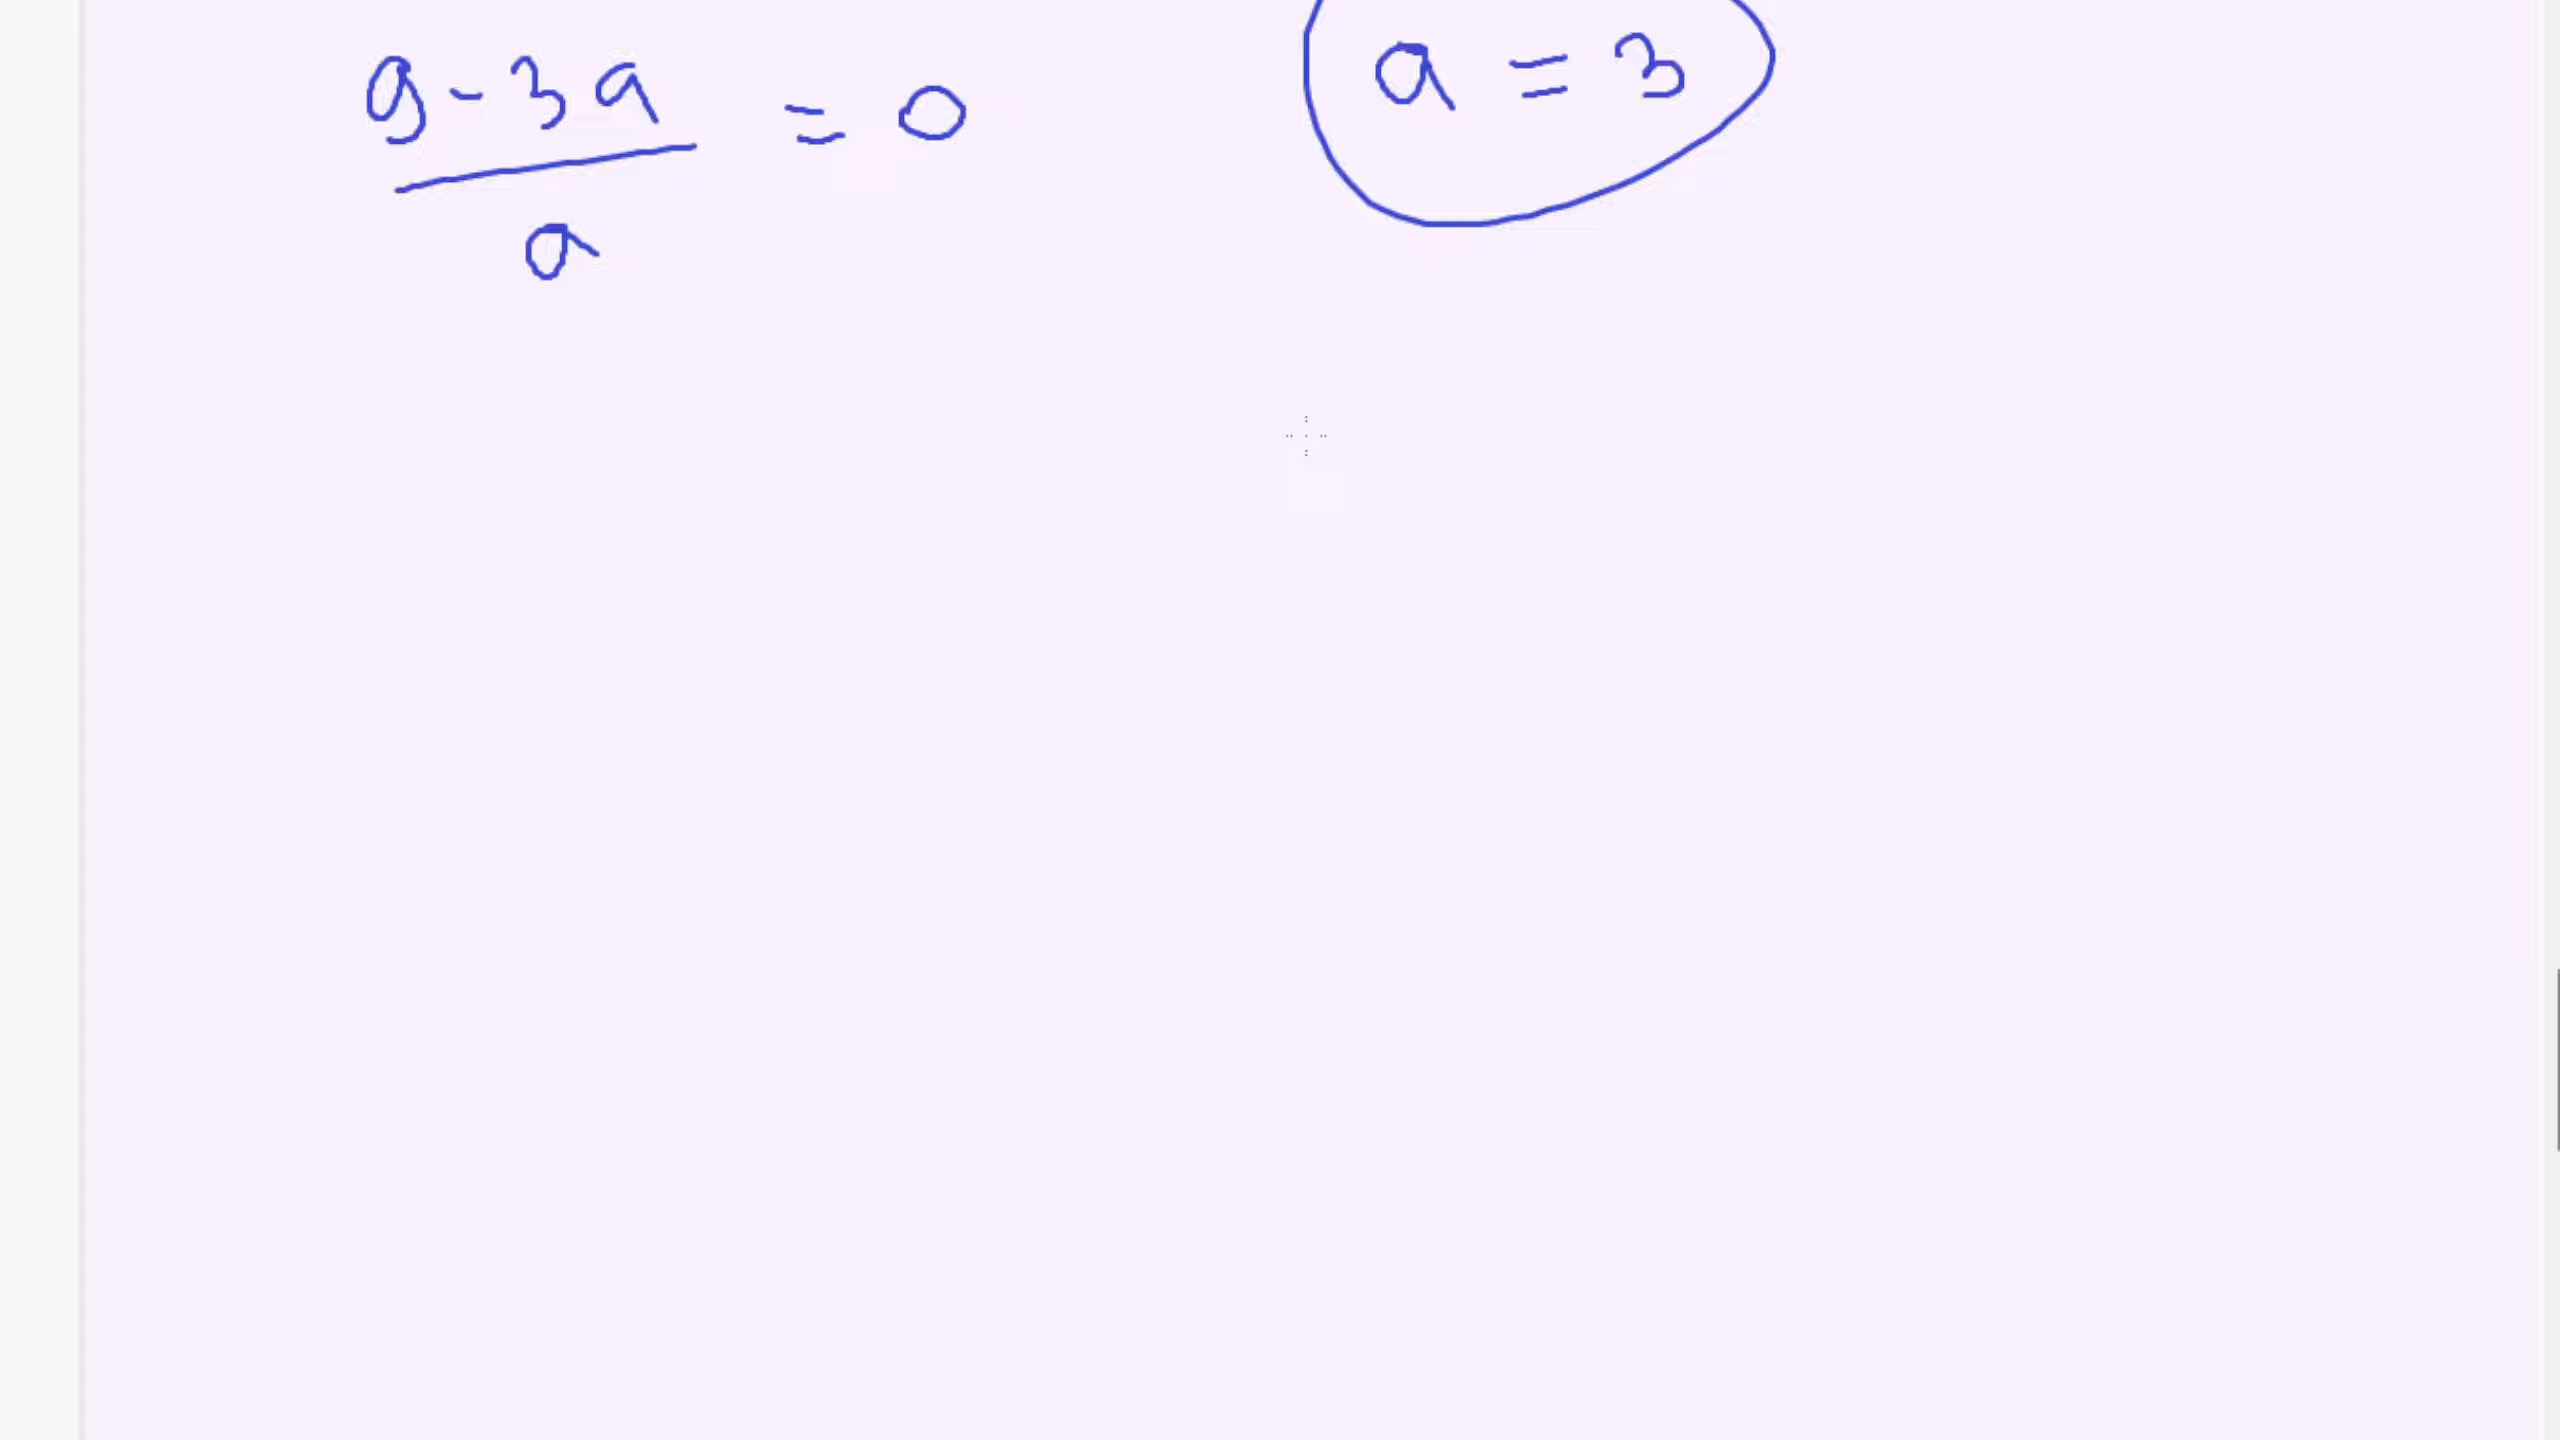 9 - 3a / a = 0
a = 3